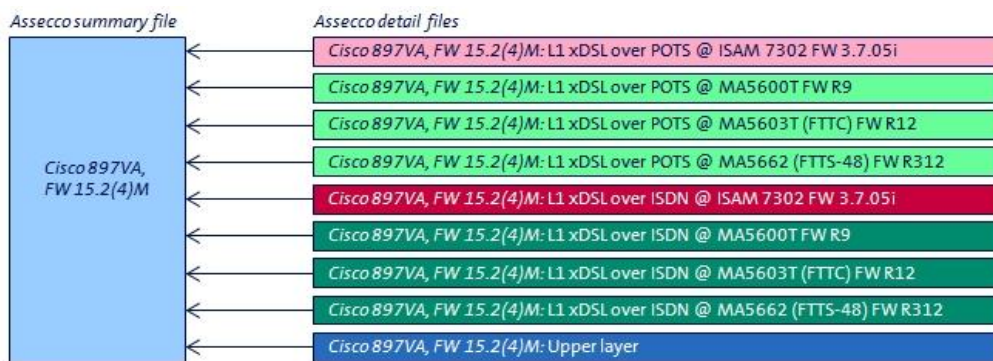 Assecco summary file
Assecco detail files
Cisco 897VA,
FW 15.2(4)M
Cisco 897VA, FW 15.2(4)M: L1 xDSL over POTS @ ISAM 7302 FW 3.7.05i
Cisco 897VA, FW 15.2(4)M: L1 xDSL over POTS @ MA5600T FW R9
Cisco 897VA, FW 15.2(4)M: L1 xDSL over POTS @ MA5603T (FTTC) FW R12
Cisco 897VA, FW 15.2(4)M: L1 xDSL over POTS @ MA5662 (FTTS-48) FW R312
Cisco 897VA, FW 15.2(4)M: L1 xDSL over ISDN @ ISAM 7302 FW 3.7.05i
Cisco 897VA, FW 15.2(4)M: L1 xDSL over ISDN @ MA5600T FW R9
Cisco 897VA, FW 15.2(4)M: L1 xDSL over ISDN @ MA5603T (FTTC) FW R12
Cisco 897VA, FW 15.2(4)M: L1 xDSL over ISDN @ MA5662 (FTTS-48) FW R312
Cisco 897VA, FW 15.2(4)M: Upper layer